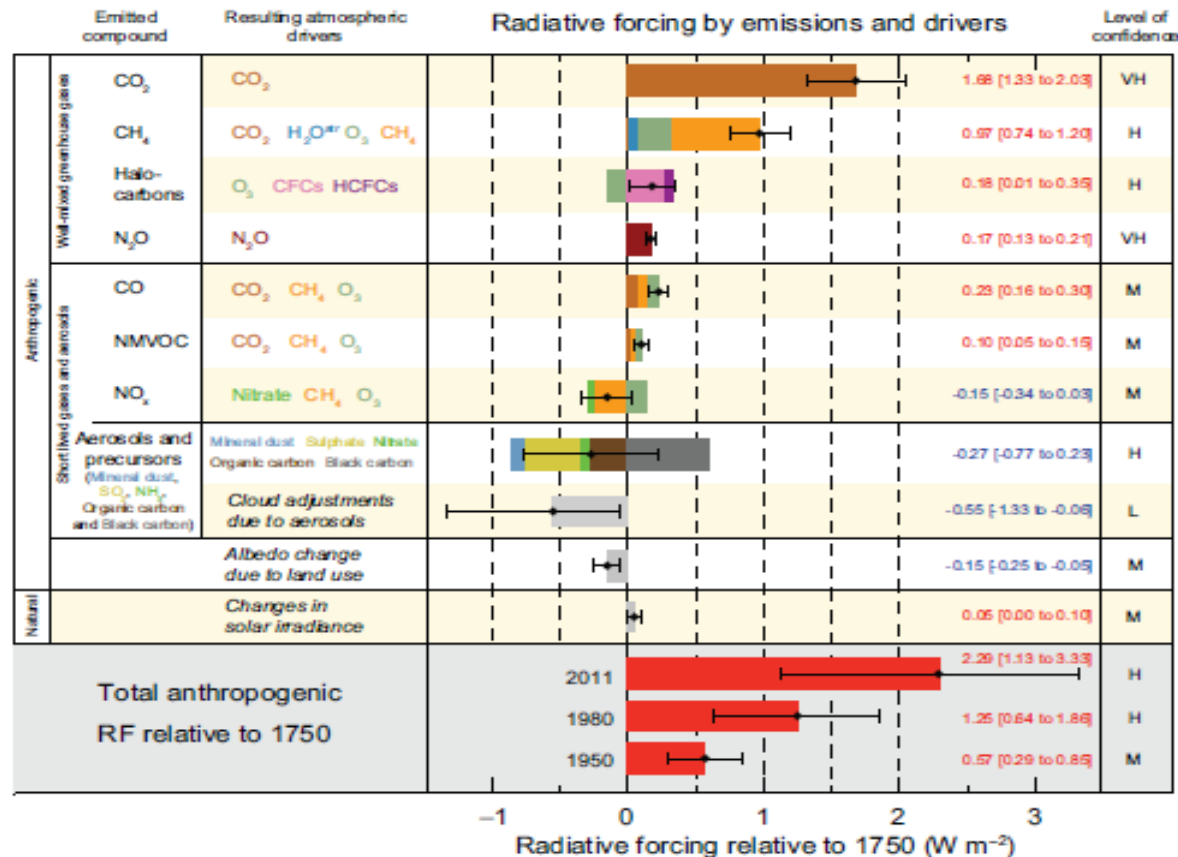 Emitted compound
Resulting atmospheric drivers
Radiative forcing by emissions and drivers
Level of confidence
Anthropogenic
Well-mixed greenhouse gases
CO₂ CO₂ 1.68 [1.33 to 2.03] VH
CH₄ CO₂ H₂Oˢᵗʳ O₃ CH₄ 0.97 [0.74 to 1.20] H
Halo-carbons O₃ CFCs HCFCs 0.18 [0.01 to 0.35] H
N₂O N₂O 0.17 [0.13 to 0.21] VH
Short lived gases and aerosols
CO CO₂ CH₄ O₃ 0.23 [0.16 to 0.30] M
NMVOC CO₂ CH₄ O₃ 0.10 [0.05 to 0.15] M
NOₓ Nitrate CH₄ O₃ -0.15 [-0.34 to 0.03] M
Aerosols and precursors
(Mineral dust,
SO₂, NH₃,
Organic carbon
and Black carbon)
Mineral dust Sulphate Nitrate
Organic carbon Black carbon
-0.27 [-0.77 to 0.23] H
Cloud adjustments
due to aerosols
-0.55 [-1.33 to -0.06] L
Albedo change
due to land use
-0.15 [-0.25 to -0.05] M
Natural
Changes in
solar irradiance
0.05 [0.00 to 0.10] M
Total anthropogenic
RF relative to 1750
2011 2.29 [1.13 to 3.33] H
1980 1.25 [0.64 to 1.86] H
1950 0.57 [0.29 to 0.85] M
−1 0 1 2 3
Radiative forcing relative to 1750 (W m⁻²)